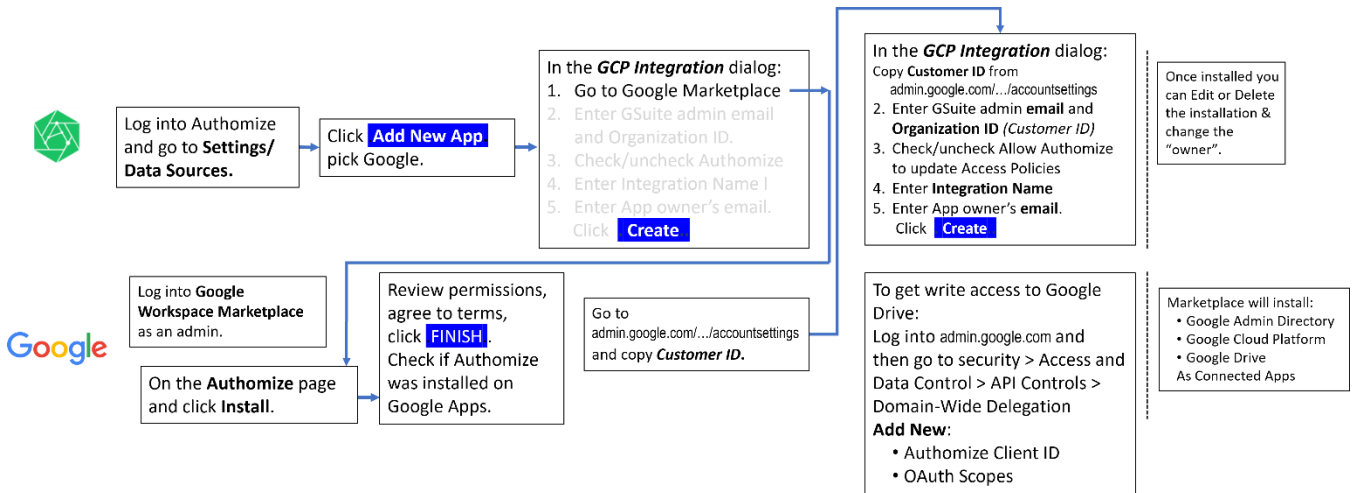 Log into Authomize
and go to Settings/
Data Sources.
Click Add New App
pick Google.
In the GCP Integration dialog:
1. Go to Google Marketplace
2. Enter GSuite admin email
and Organization ID.
3. Check/uncheck Authomize
4. Enter Integration Name l
5. Enter App owner's email.
Click Create
In the GCP Integration dialog:
Copy Customer ID from
admin.google.com/…/accountsettings
2. Enter GSuite admin email and
Organization ID (Customer ID)
3. Check/uncheck Allow Authomize
to update Access Policies
4. Enter Integration Name
5. Enter App owner's email.
Click Create
Once installed you
can Edit or Delete
the installation &
change the
“owner”.
Google
Log into Google
Workspace Marketplace
as an admin.
On the Authomize page
and click Install.
Review permissions,
agree to terms,
click FINISH.
Check if Authomize
was installed on
Google Apps.
Go to
admin.google.com/…/accountsettings
and copy Customer ID.
To get write access to Google
Drive:
Log into admin.google.com and
then go to security > Access and
Data Control > API Controls >
Domain-Wide Delegation
Add New:
• Authomize Client ID
• OAuth Scopes
Marketplace will install:
• Google Admin Directory
• Google Cloud Platform
• Google Drive
As Connected Apps